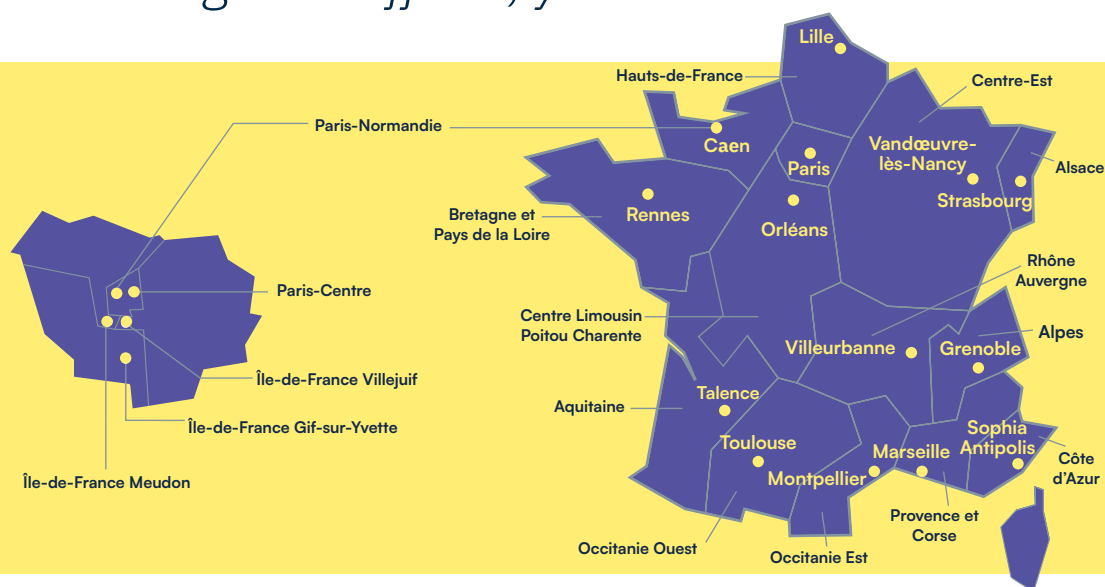 Lille
Hauts-de-France
Centre-Est
Paris-Normandie
Caen
Paris
Vandœuvre-
lès-Nancy
Alsace
Strasbourg
Rennes
Bretagne et
Pays de la Loire
Orléans
Rhône
Auvergne
Paris-Centre
Centre Limousin
Poitou Charente
Villeurbanne
Grenoble
Alpes
Île-de-France Villejuif
Talence
Aquitaine
Île-de-France Gif-sur-Yvette
Toulouse
Marseille
Sophia
Antipolis
Côte
d'Azur
Montpellier
Île-de-France Meudon
Provence et
Corse
Occitanie Ouest
Occitanie Est